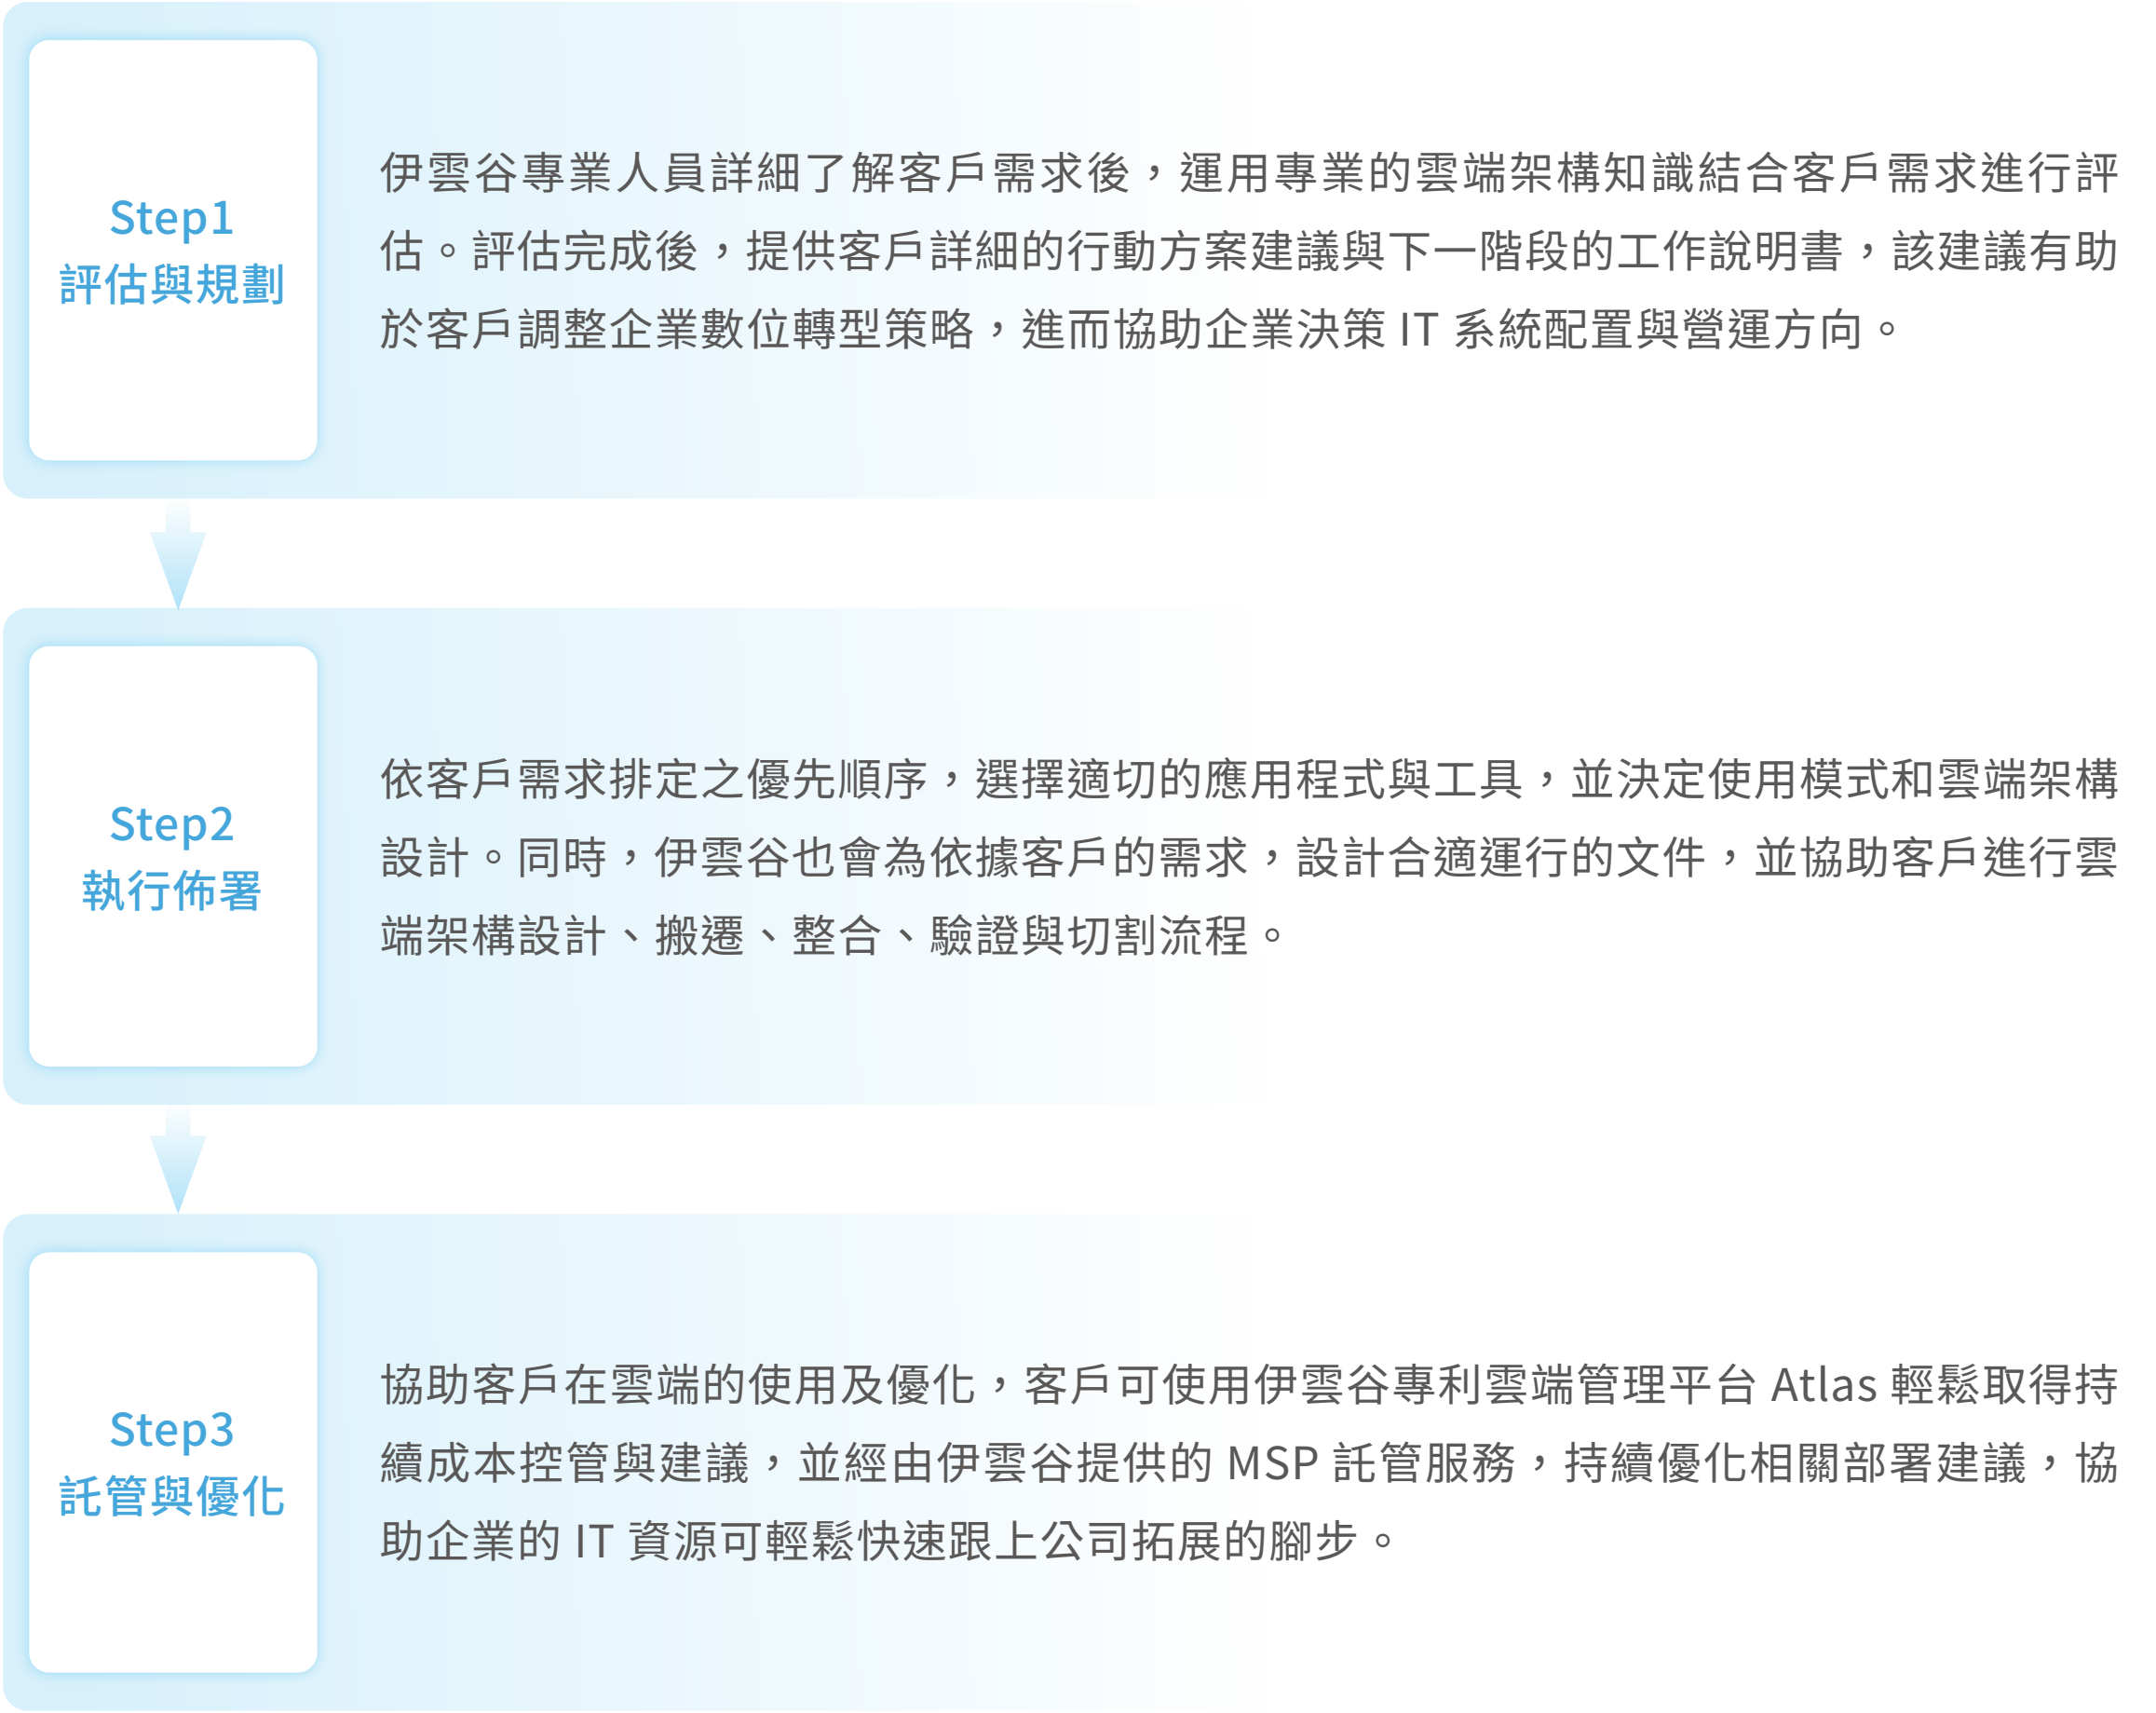 Step1
評估與規劃
伊雲谷專業人員詳細了解客戶需求後，運用專業的雲端架構知識結合客戶需求進行評
估。評估完成後，提供客戶詳細的行動方案建議與下一階段的工作說明書，該建議有助
於客戶調整企業數位轉型策略，進而協助企業決策 IT 系統配置與營運方向。
Step2
執行佈署
依客戶需求排定之優先順序，選擇適切的應用程式與工具，並決定使用模式和雲端架構
設計。同時，伊雲谷也會為依據客戶的需求，設計合適運行的文件，並協助客戶進行雲
端架構設計、搬遷、整合、驗證與切割流程。
Step3
託管與優化
協助客戶在雲端的使用及優化，客戶可使用伊雲谷專利雲端管理平台 Atlas 輕鬆取得持
續成本控管與建議，並經由伊雲谷提供的 MSP 託管服務，持續優化相關部署建議，協
助企業的 IT 資源可輕鬆快速跟上公司拓展的腳步。